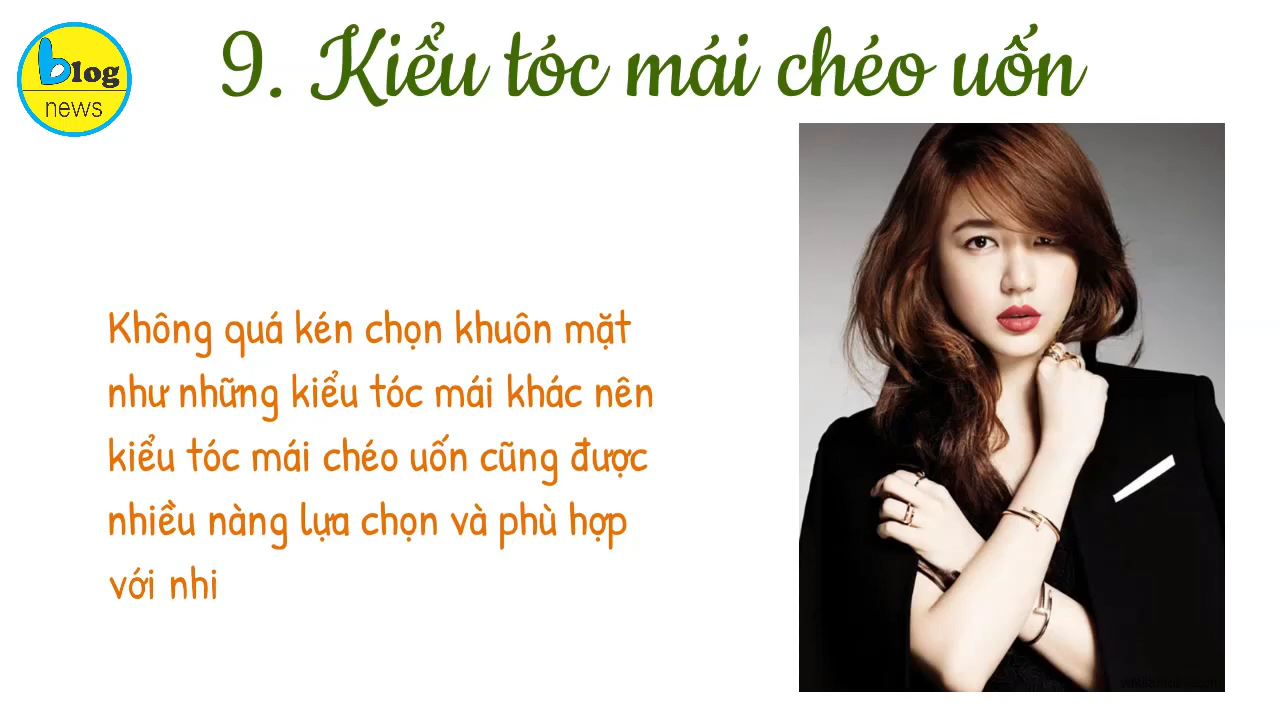 blog
news
9. Kiểu tóc mái chéo uốn
Không quá kén chọn khuôn mặt
như những kiểu tóc mái khác nên
kiểu tóc mái chéo uốn cũng được
nhiều nàng lựa chọn và phù hợp
với nhi